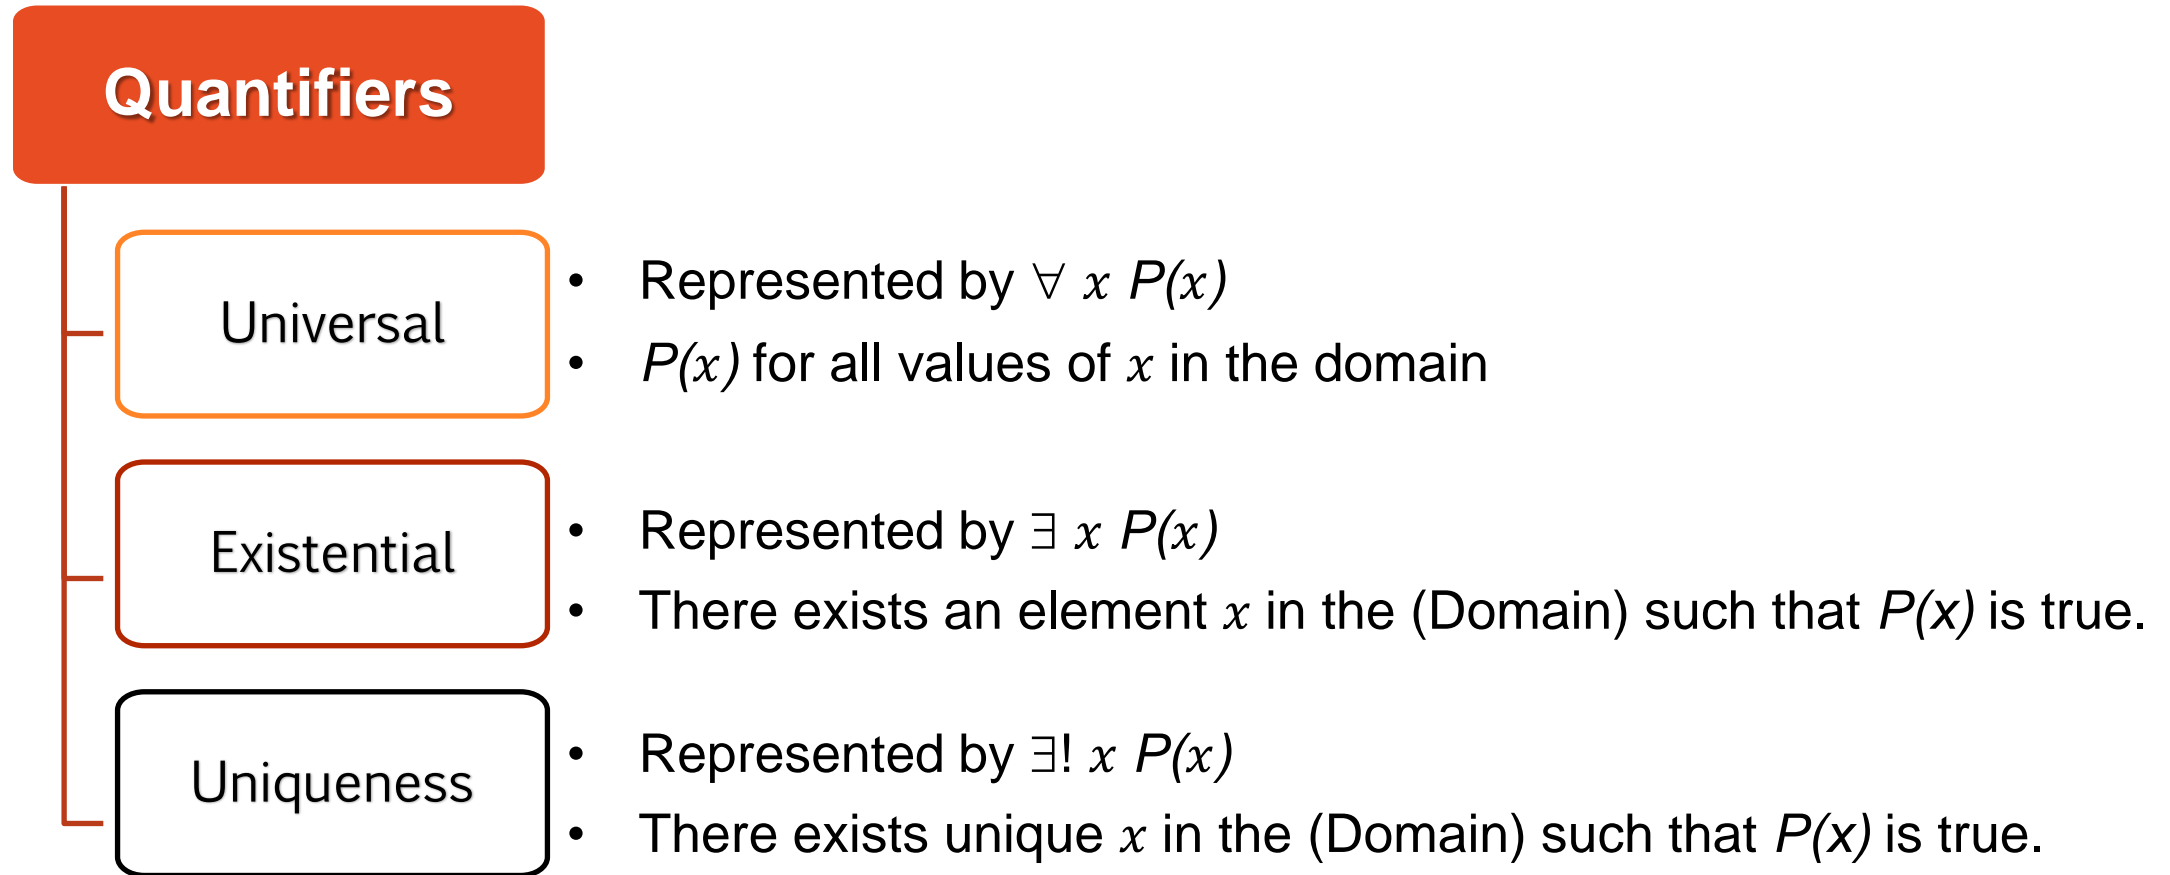 Quantifiers
Universal
• Represented by ∀ x P(x)
• P(x) for all values of x in the domain
Existential
• Represented by ∃ x P(x)
• There exists an element x in the (Domain) such that P(x) is true.
Uniqueness
• Represented by ∃! x P(x)
• There exists unique x in the (Domain) such that P(x) is true.